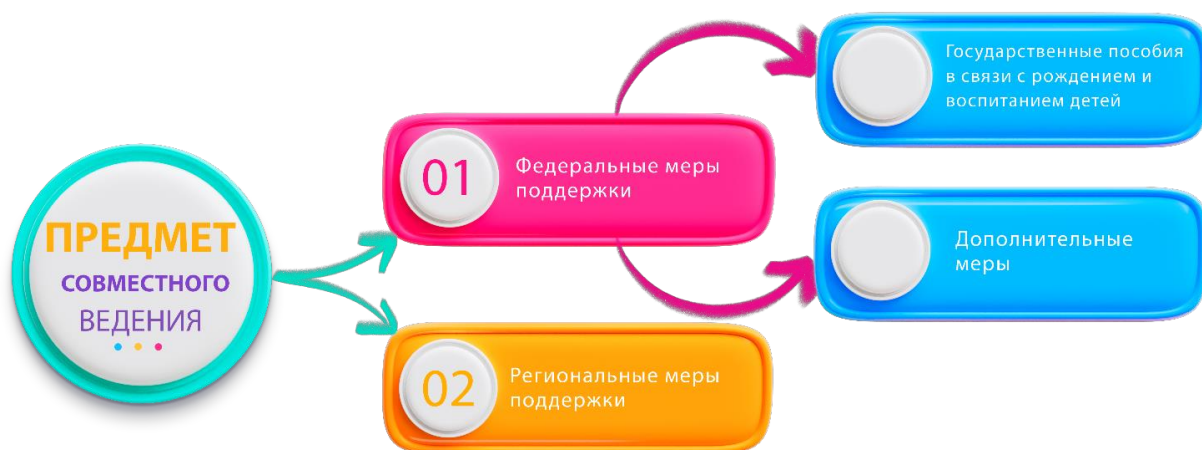 ПРЕДМЕТ
СОВМЕСТНОГО
ВЕДЕНИЯ
01
Федеральные меры
поддержки
02
Региональные меры
поддержки
Государственные пособия
в связи с рождением и
воспитанием детей
Дополнительные
меры